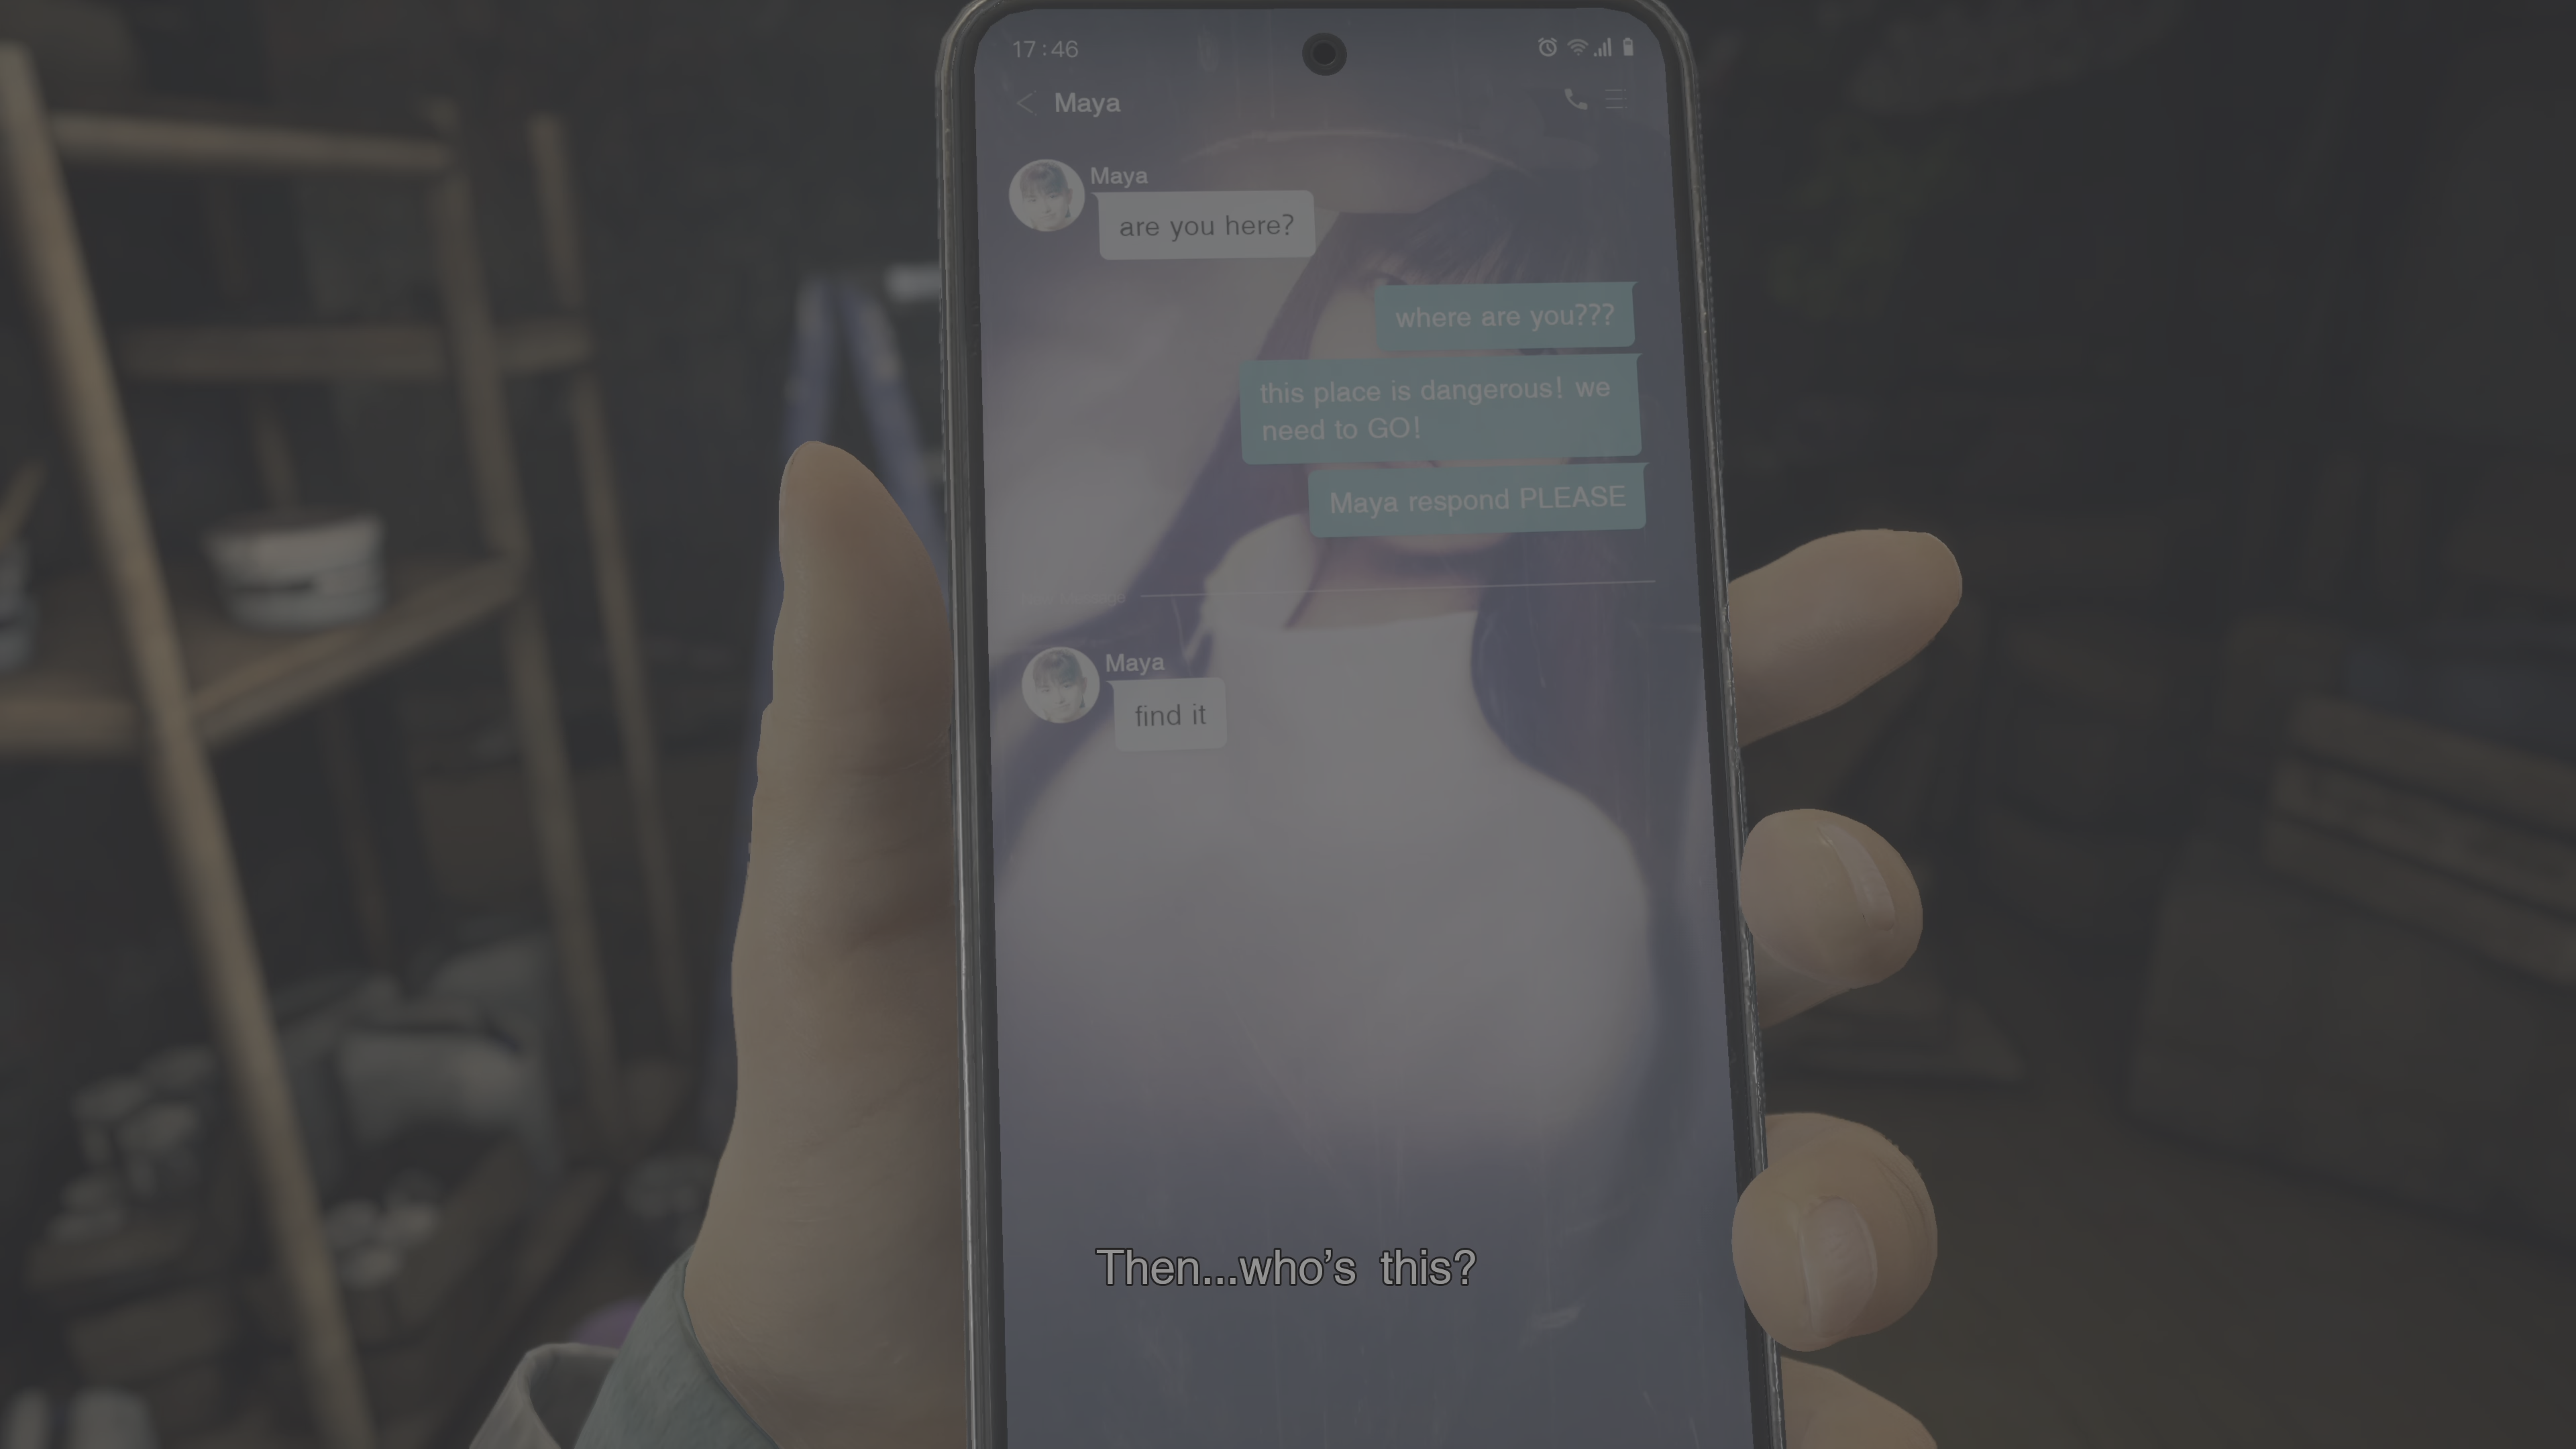 17:46
Maya
Maya
are you here?
where are you???
this place is dangerous! we
need to GO!
Maya respond PLEASE
Maya
find it
Then...who's this?